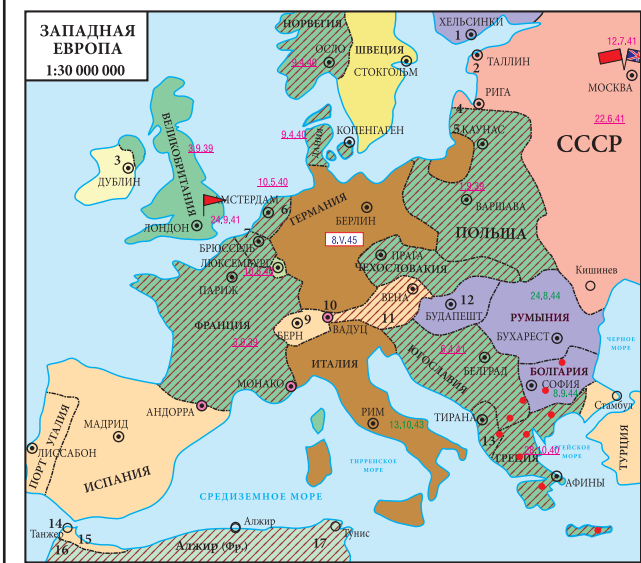 ЗАПАДНАЯ
ЕВРОПА
1:30 000 000
НОРВЕГИЯ
ОСЛО
9.4.40
ШВЕЦИЯ
СТОКГОЛЬМ
ХЕЛЬСИНКИ
1
ТАЛЛИН
2
12.7.41
МОСКВА
РИГА
4
22.6.41
5
КАУНАС
СССР
ВЕЛИКОБРИТАНИЯ
3.9.39
9.4.40
ДАНИЯ
КОПЕНГАГЕН
3
ДУБЛИН
10.5.40
АМСТЕРДАМ
6
24,9,41
ЛОНДОН
ГЕРМАНИЯ
БЕРЛИН
1.9.39
ВАРШАВА
ПОЛЬША
7
БРЮССЕЛЬ
8.V.45
ЛЮКСЕМБУРГ
ПАРИЖ
ПРАГА
ЧЕХОСЛОВАКИЯ
Кишинев
ВЕНА
12
БУДАПЕШТ
24,8,44
РУМЫНИЯ
ФРАНЦИЯ
3.9.39
9
БЕРН
10
ВАДУЦ
11
БУХАРЕСТ
ЧЕРНОЕ
МОРЕ
ИТАЛИЯ
ЮГОСЛАВИЯ
6.4.41
БЕЛГРАД
БОЛГАРИЯ
СОФИЯ
8.9.44
МОНАКО
АНДОРРА
Стамбул
РИМ
13,10,43
ТИРАНА
13
ПОРТУГАЛИЯ
МАДРИД
ЛИССАБОН
ИСПАНИЯ
28.10.40
ГРЕЦИЯ
ТУРЦИЯ
ТИРРЕНСКОЕ
МОРЕ
МОРЕ
АФИНЫ
СРЕДИЗЕМНОЕ МОРЕ
14
Танжер
15
16
Алжир
Алжир (Фр.)
17
Тунис